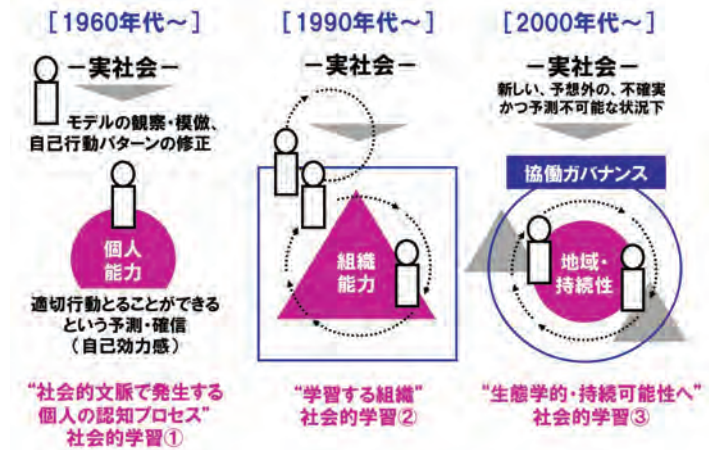 [1960年代~]
ー実社会ー
モデルの観察・模倣、
自己行動パターンの修正
個人
能力
適切行動とることができる
という予測・確信
(自己効力感)
“社会的文脈で発生する
個人の認知プロセス”
社会的学習①
[1990年代~]
ー実社会ー
組織
能力
“学習する組織”
社会的学習②
[2000年代~]
ー実社会ー
新しい、予想外の、不確実
かつ予測不可能な状況下
協働ガバナンス
地域・
持続性
“生態学的・持続可能性へ”
社会的学習③